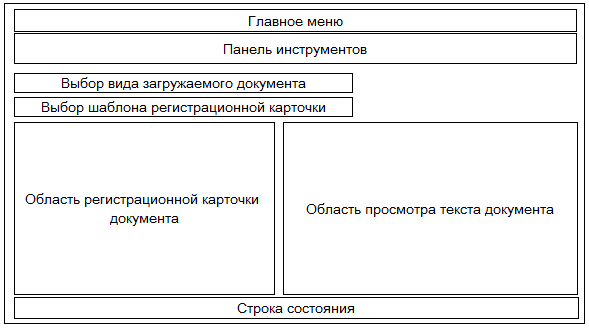 Главное меню
Панель инструментов
Выбор вида загружаемого документа
Выбор шаблона регистрационной карточки
Область регистрационной карточки
документа
Область просмотра текста документа
Строка состояния